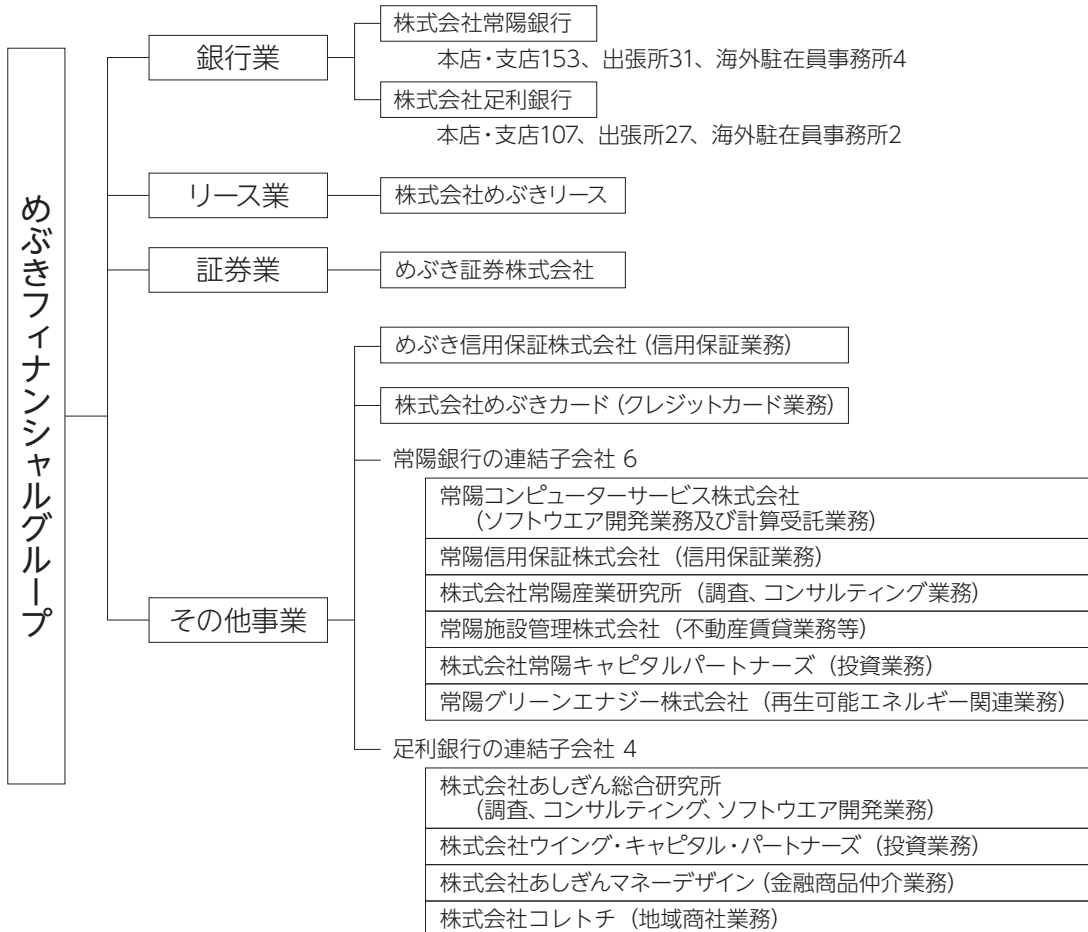 めぶきフィナンシャルグループ
銀行業
株式会社常陽銀行
本店・支店153、出張所31、海外駐在員事務所4
株式会社足利銀行
本店・支店107、出張所27、海外駐在員事務所2
リース業
株式会社めぶきリース
証券業
めぶき証券株式会社
その他事業
めぶき信用保証株式会社(信用保証業務)
株式会社めぶきカード(クレジットカード業務)
常陽銀行の連結子会社 6
常陽コンピューターサービス株式会社
(ソフトウエア開発業務及び計算受託業務)
常陽信用保証株式会社(信用保証業務)
株式会社常陽産業研究所(調査、コンサルティング業務)
常陽施設管理株式会社(不動産賃貸業務等)
株式会社常陽キャピタルパートナーズ(投資業務)
常陽グリーンエナジー株式会社(再生可能エネルギー関連業務)
足利銀行の連結子会社 4
株式会社あしぎん総合研究所
(調査、コンサルティング、ソフトウエア開発業務)
株式会社ウイング・キャピタル・パートナーズ(投資業務)
株式会社あしぎんマネーデザイン(金融商品仲介業務)
株式会社コレトチ(地域商社業務)